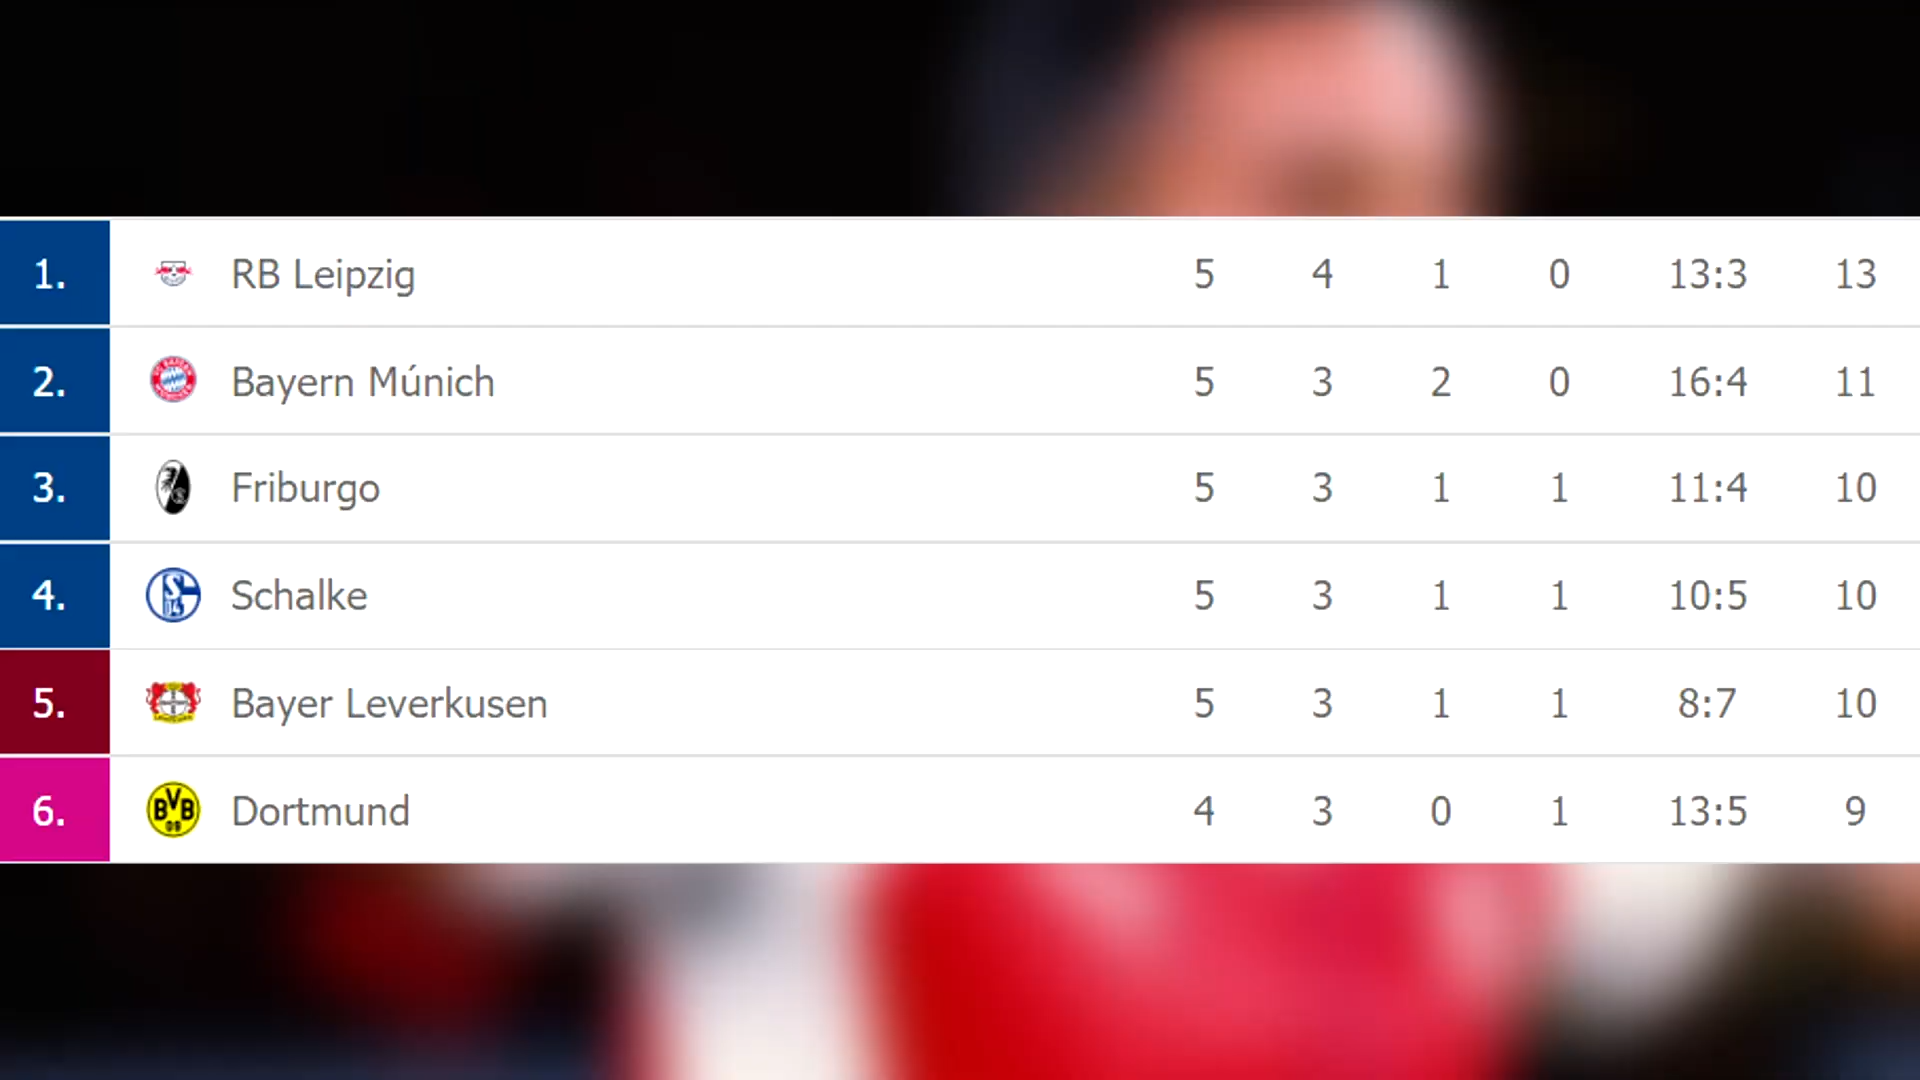 1. RB Leipzig 5 4 1 0 13:3 13
2. Bayern Múnich 5 3 2 0 16:4 11
3. Friburgo 5 3 1 1 11:4 10
4. Schalke 5 3 1 1 10:5 10
5. Bayer Leverkusen 5 3 1 1 8:7 10
6. BVB 09 Dortmund 4 3 0 1 13:5 9